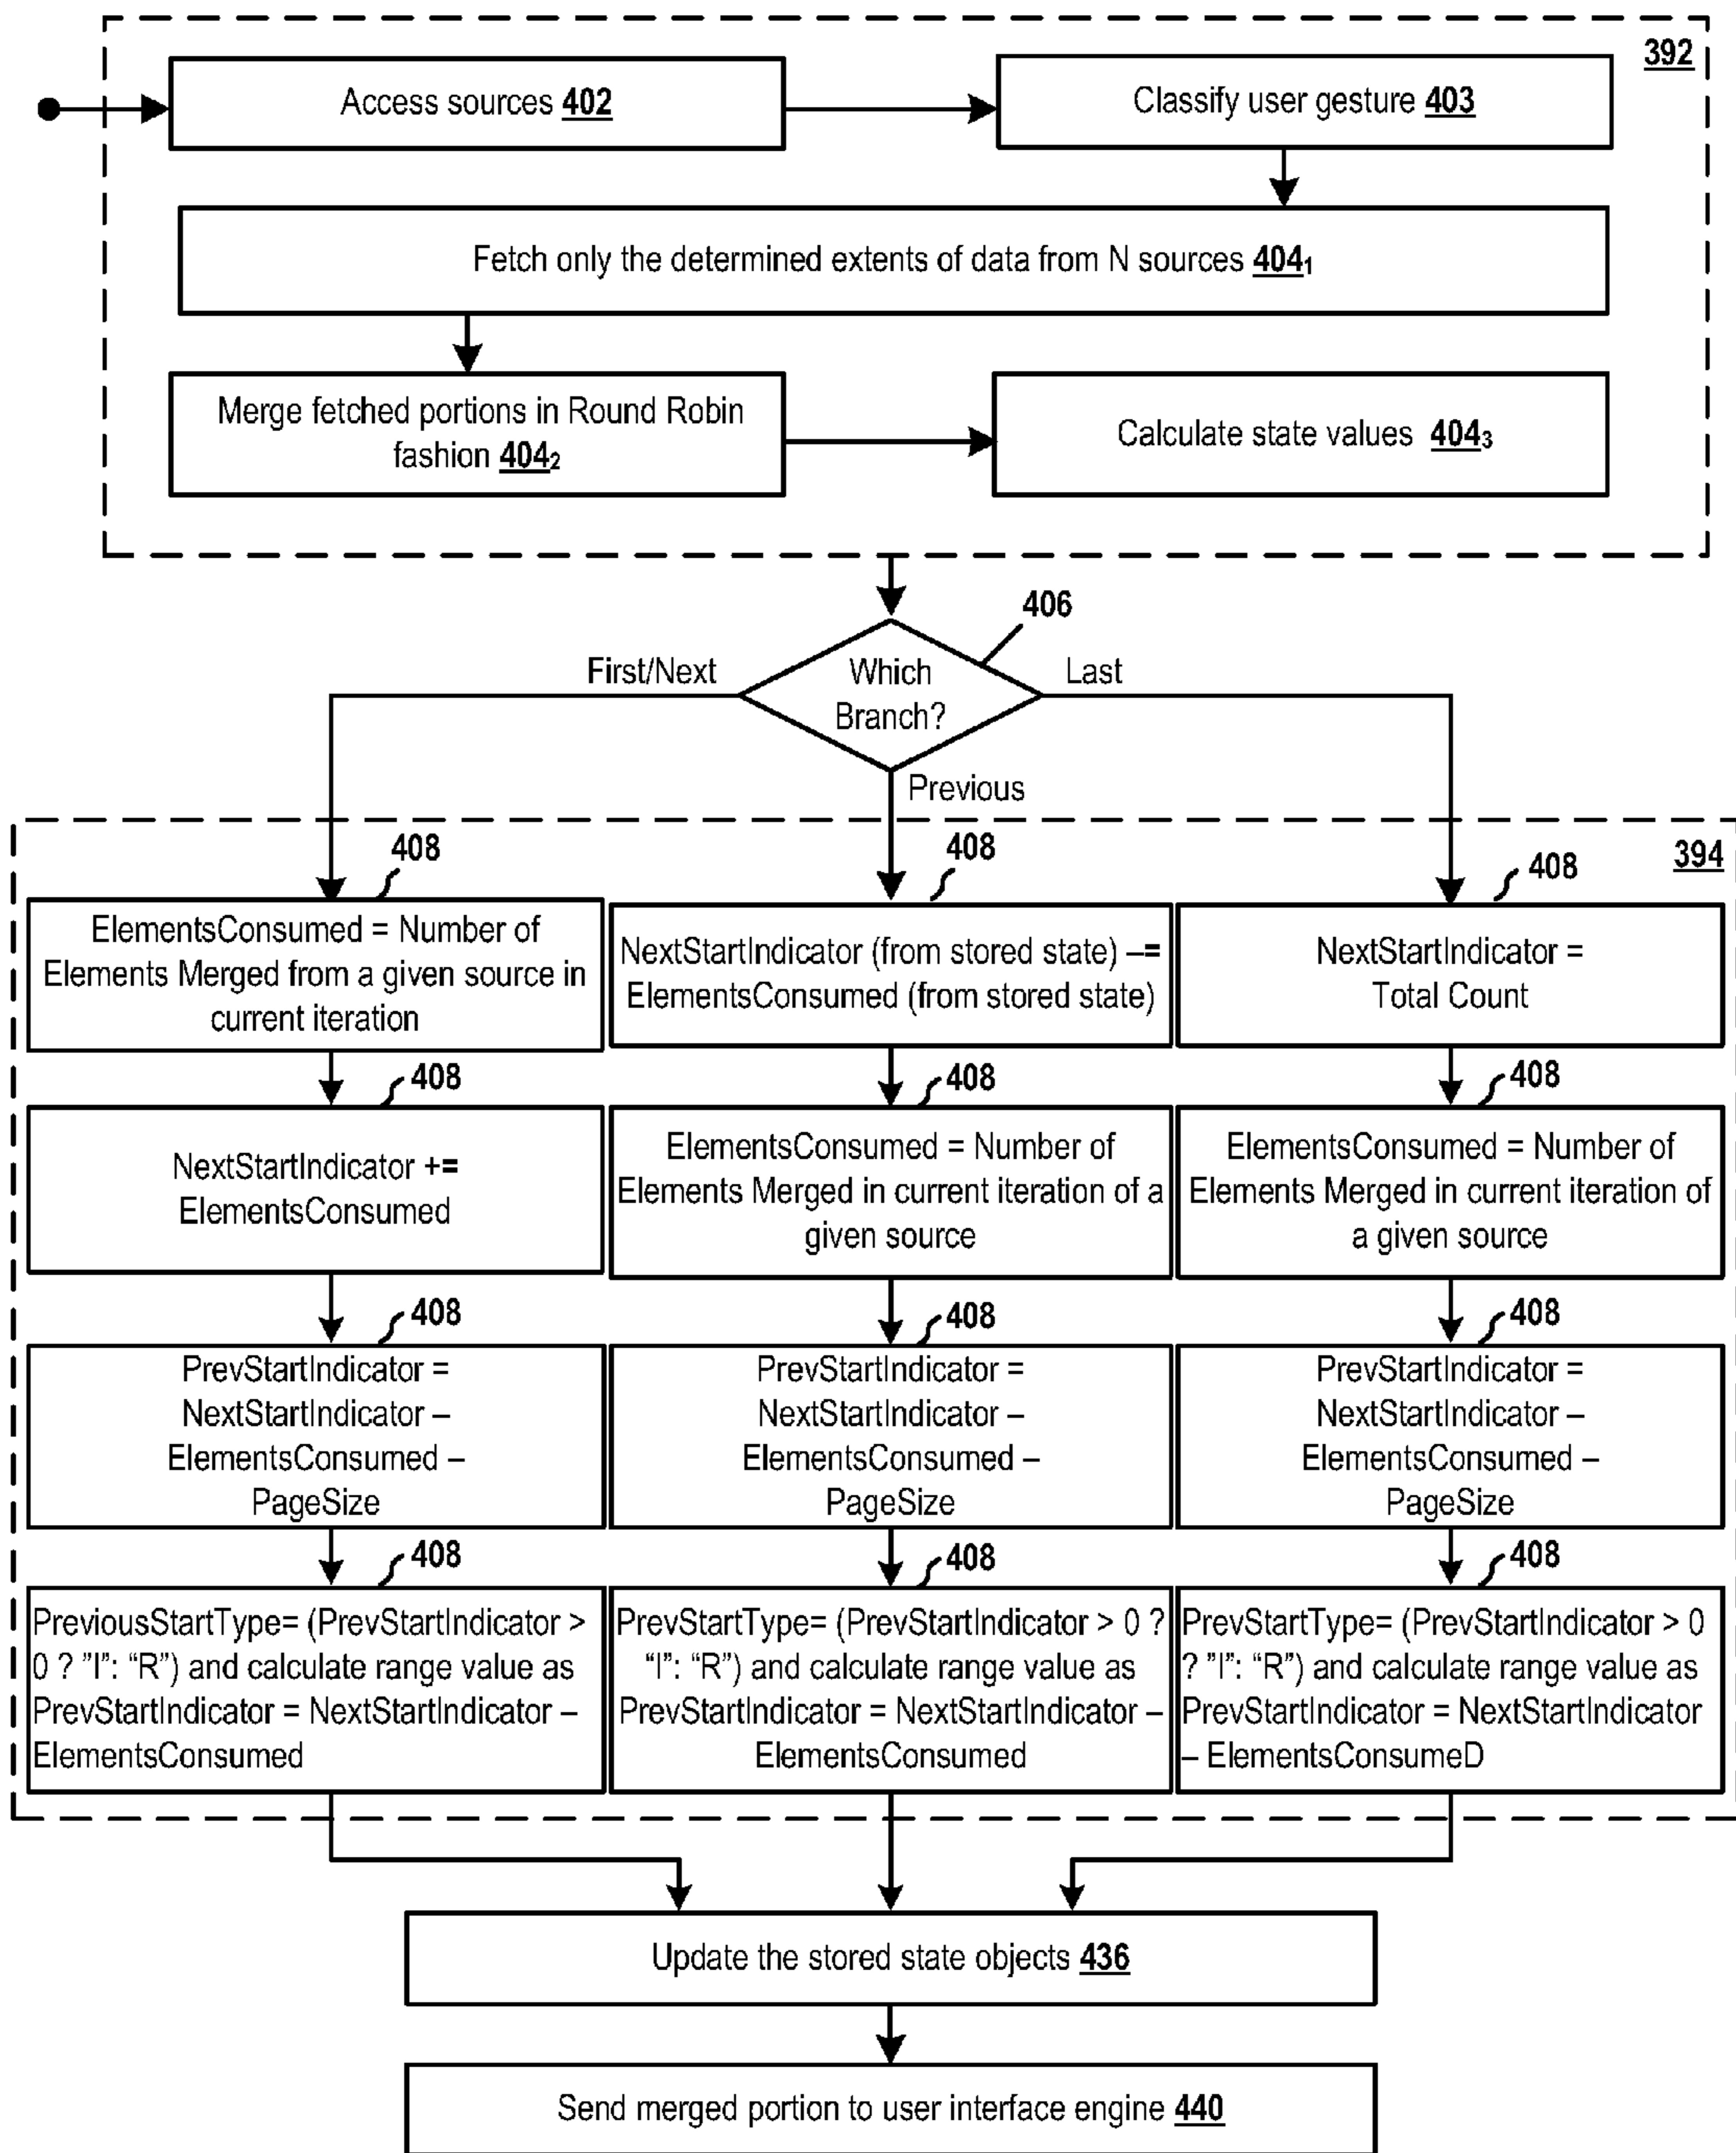 392
Access sources 402
Classify user gesture 403
Fetch only the determined extents of data from N sources 404₁
Merge fetched portions in Round Robin
fashion 404₂
Calculate state values 404₃
406
First/Next
Which
Branch?
Last
Previous
394
408
ElementsConsumed = Number of
Elements Merged from a given source in
current iteration
408
NextStartIndicator +=
ElementsConsumed
408
PrevStartIndicator =
NextStartIndicator –
ElementsConsumed –
PageSize
408
PreviousStartType= (PrevStartIndicator >
0 ? ”I”: “R”) and calculate range value as
PrevStartIndicator = NextStartIndicator –
ElementsConsumed
408
NextStartIndicator (from stored state) –=
ElementsConsumed (from stored state)
408
ElementsConsumed = Number of
Elements Merged in current iteration of a
given source
408
PrevStartIndicator =
NextStartIndicator –
ElementsConsumed –
PageSize
408
PrevStartType= (PrevStartIndicator > 0 ?
“I”: “R”) and calculate range value as
PrevStartIndicator = NextStartIndicator –
ElementsConsumed
408
NextStartIndicator =
Total Count
408
ElementsConsumed = Number of
Elements Merged in current iteration of
a given source
408
PrevStartIndicator =
NextStartIndicator –
ElementsConsumed –
PageSize
408
PrevStartType= (PrevStartIndicator > 0
? ”I”: “R”) and calculate range value as
PrevStartIndicator = NextStartIndicator
– ElementsConsumeD
Update the stored state objects 436
Send merged portion to user interface engine 440